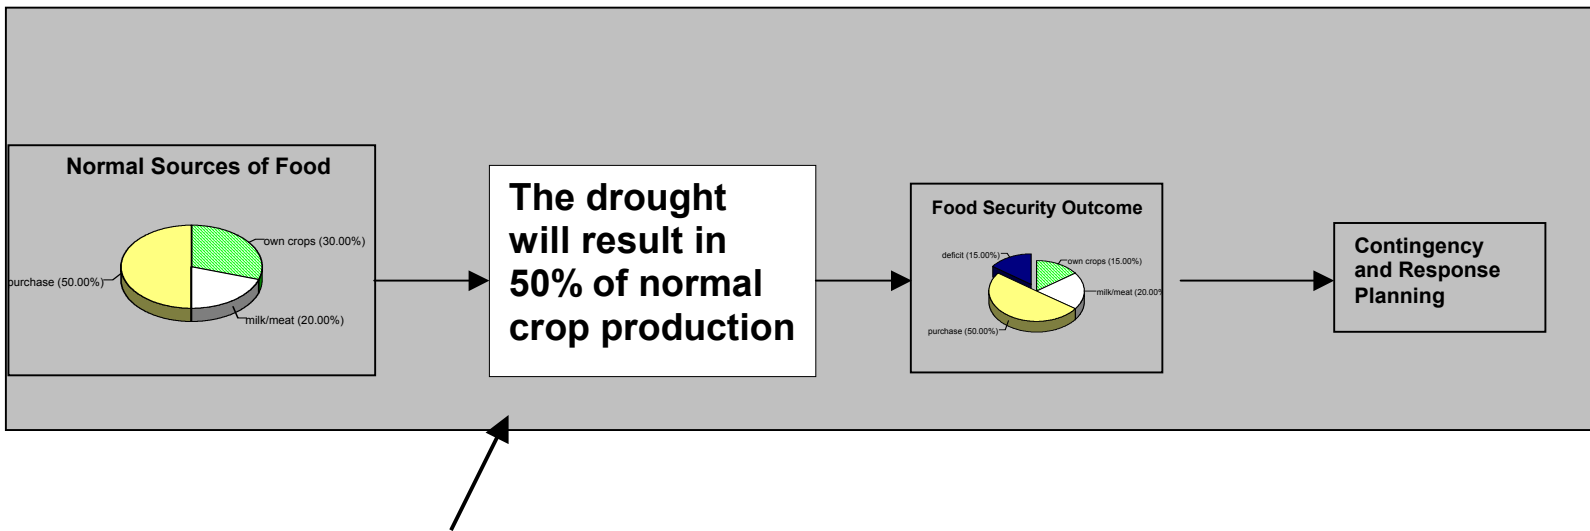 Normal Sources of Food
own crops (30.00%)
purchase (50.00%)
milk/meat (20.00%)
The drought
will result in
50% of normal
crop production
Food Security Outcome
deficit (15.00%)
own crops (15.00%)
milk/meat (20.00%
purchase (50.00%)
Contingency
and Response
Planning